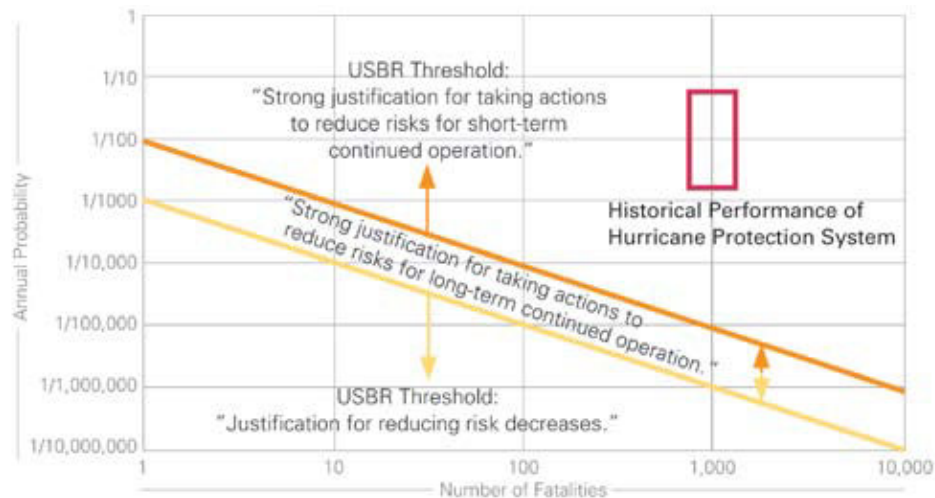 Annual Probability
1
1/10
1/100
1/1000
1/10,000
1/100,000
1/1,000,000
1/10,000,000
USBR Threshold:
“Strong justification for taking actions
to reduce risks for short-term
continued operation.”
Historical Performance of
Hurricane Protection System
“Strong justification for taking actions to
reduce risks for long-term continued operation. ”
USBR Threshold:
“Justification for reducing risk decreases.”
1 10 100 1,000 10,000
Number of Fatalities